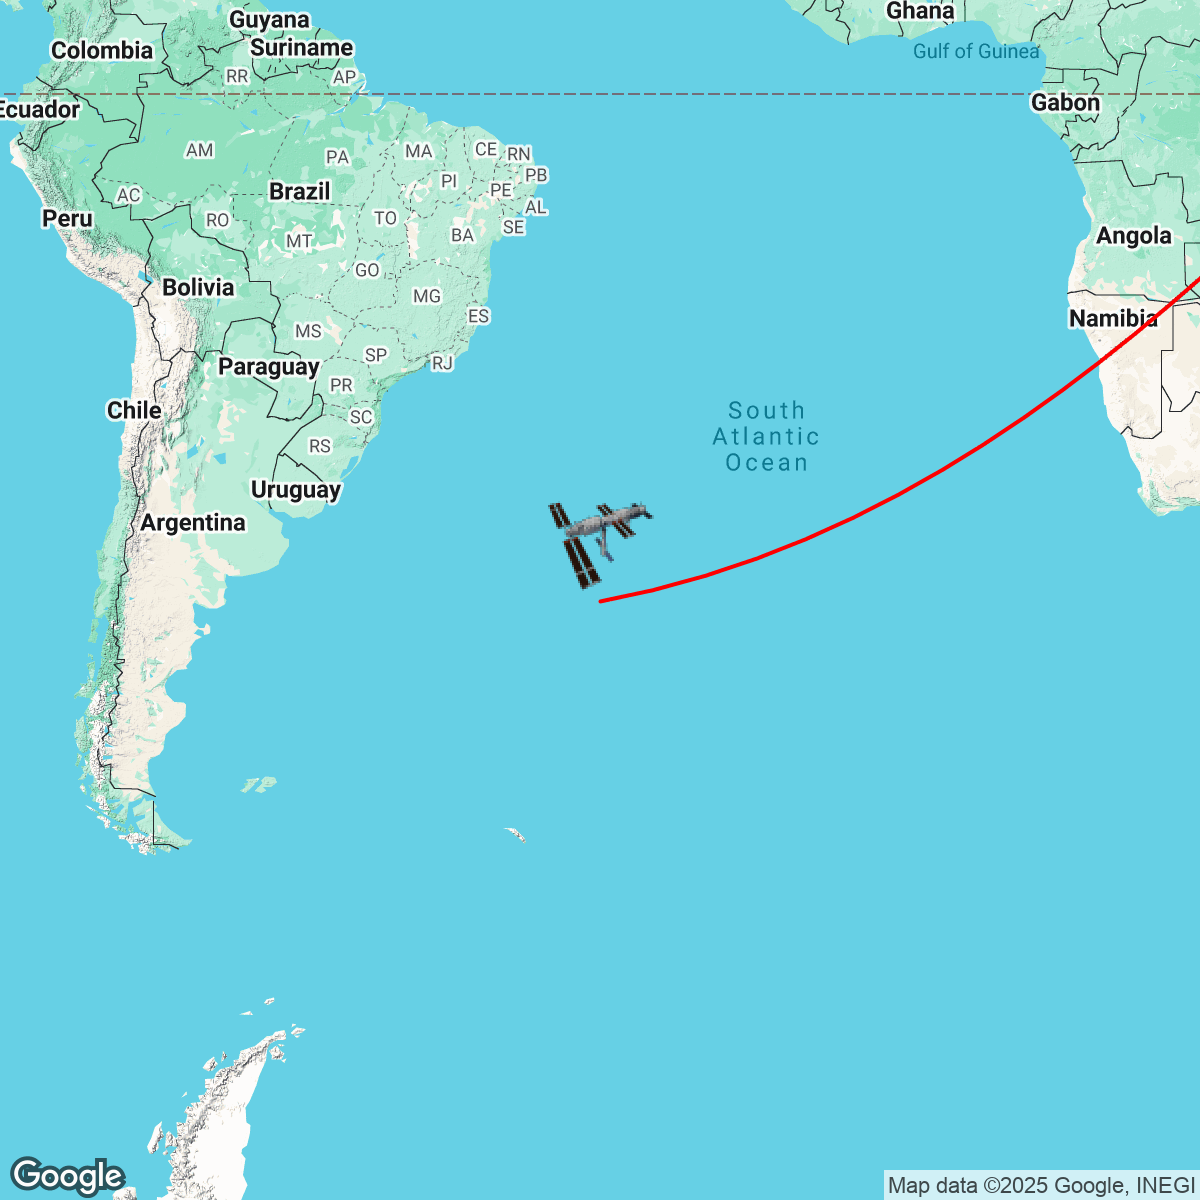 Ghana
Guyana
Colombia
Suriname
Gulf of Guinea
RR
AP
Ecuador
Gabon
AM
PA
MA
CE
RN
PI
PE
PB
AC
Brazil
AL
Peru
RO
TO
SE
BA
Angola
MT
GO
Bolivia
MG
ES
MS
Namibia
SP
RJ
Paraguay
PR
Chile
SC
South
Atlantic
Ocean
RS
Uruguay
Argentina
Google
Map data ©2025 Google, INEGI